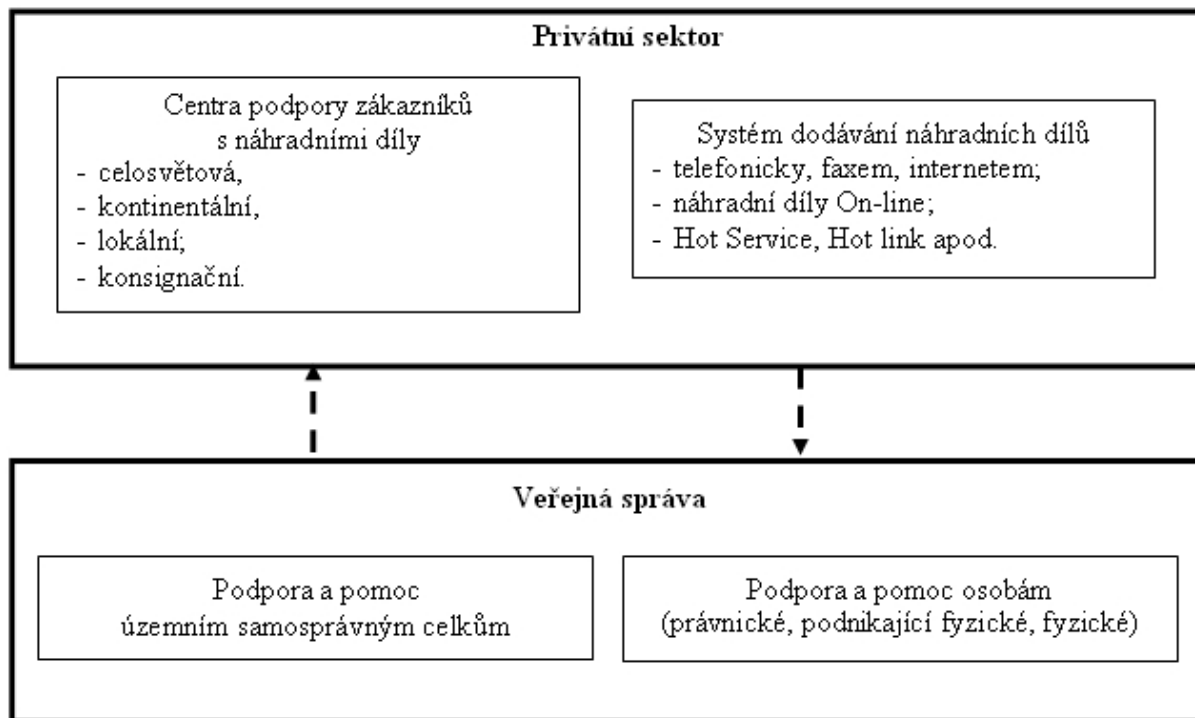 Privátní sektor
Centra podpory zákazníků
s náhradními díly
- celosvětová,
- kontinentální,
- lokální;
- konsignační.
Systém dodávání náhradních dílů
- telefonicky, faxem, internetem;
- náhradní díly On-line;
- Hot Service, Hot link apod.
Veřejná správa
Podpora a pomoc
územním samosprávným celkům
Podpora a pomoc osobám
(právnické, podnikající fyzické, fyzické)